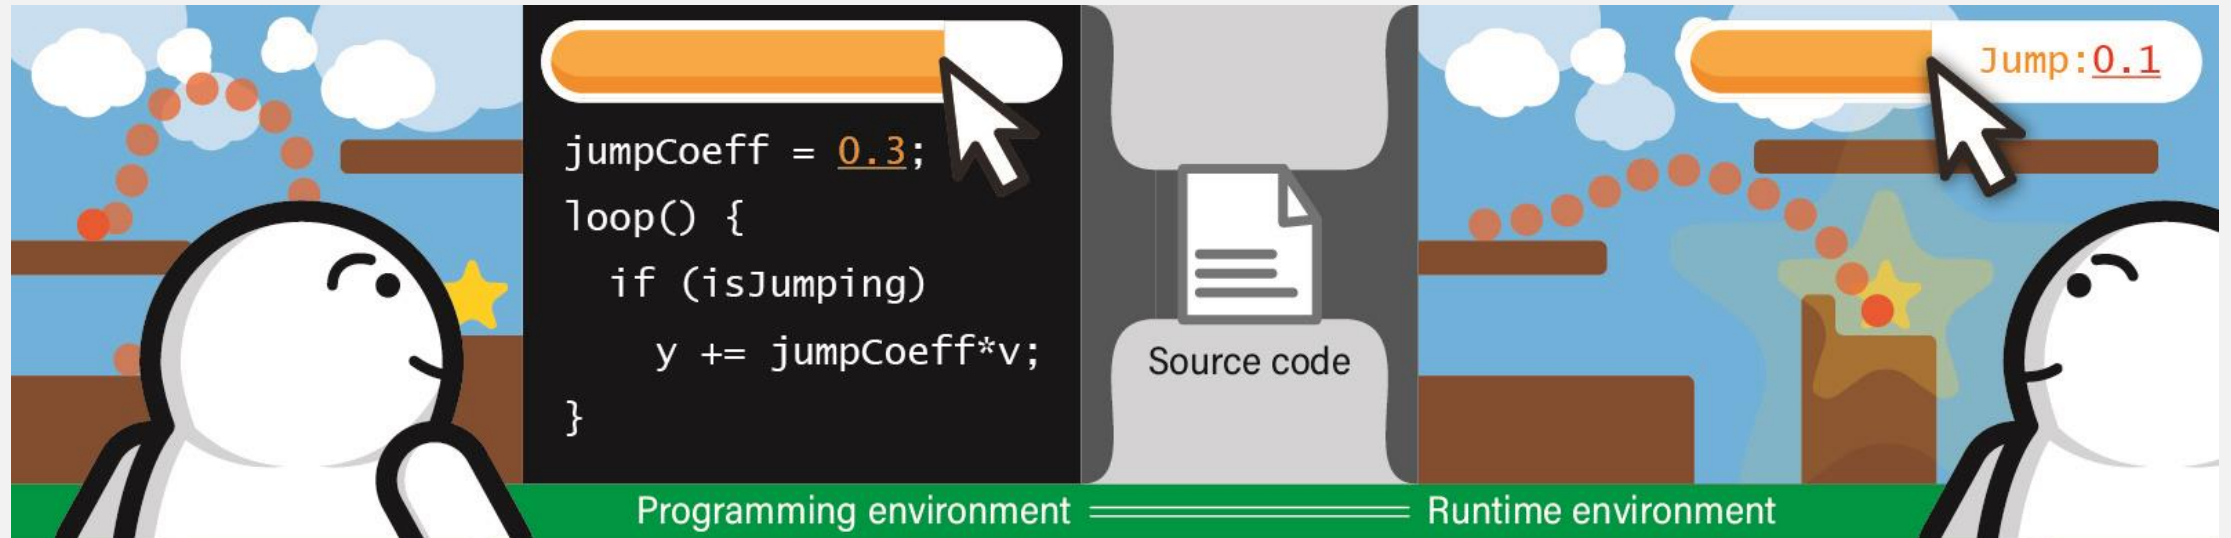 jumpCoeff = 0.3;
loop() {
if (isJumping)
y += jumpCoeff*v;
}
Source code
Jump:0.1
Programming environment
Runtime environment